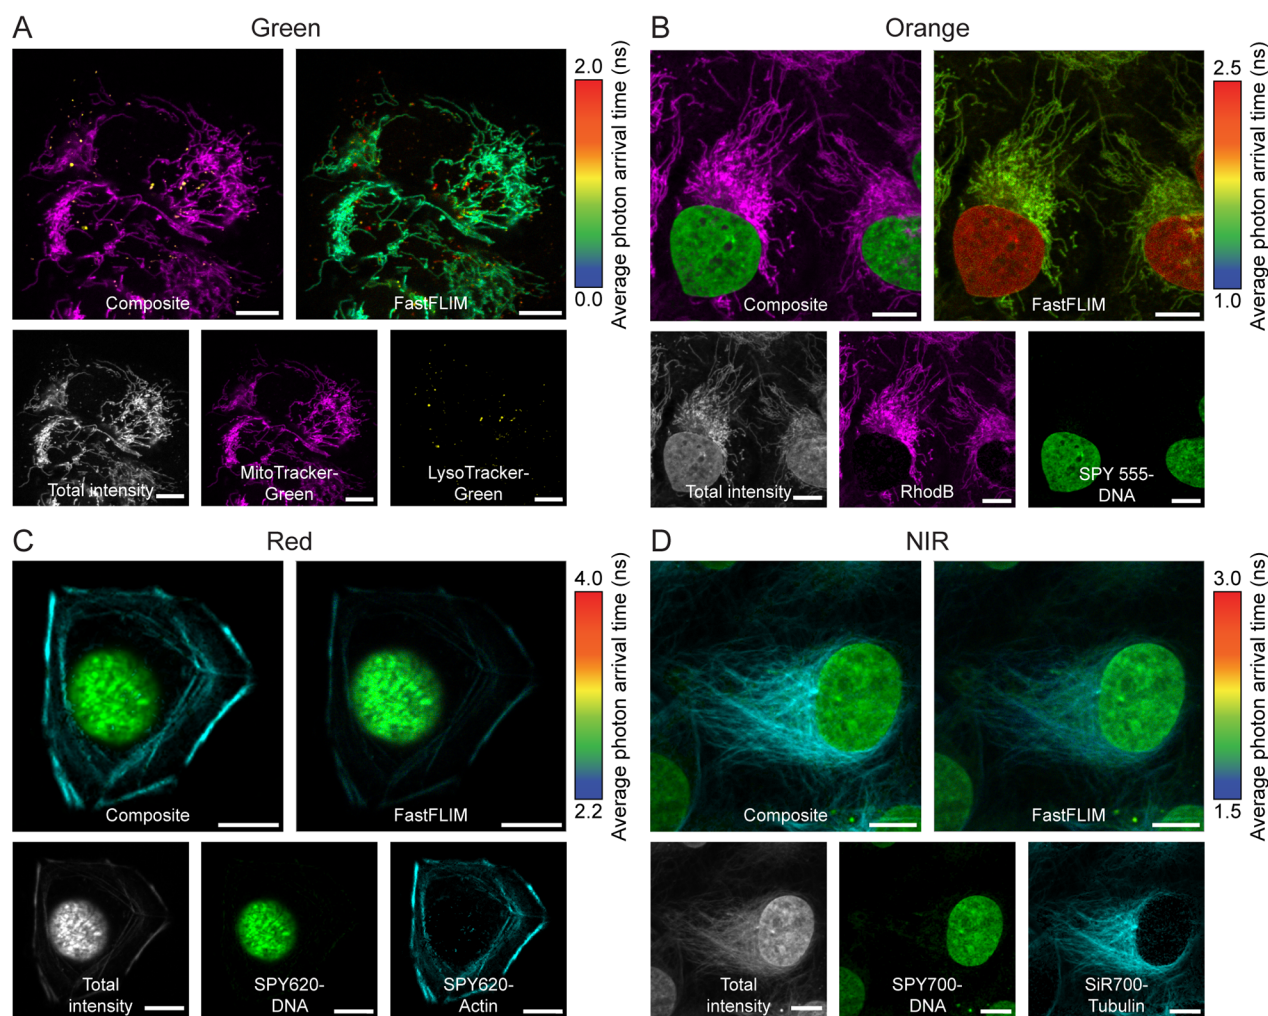 A
Green
Composite
FastFLIM
2.0
0.0
Average photon arrival time (ns)
Total intensity
MitoTracker-
Green
LysoTracker-
Green
B
Orange
Composite
FastFLIM
2.5
1.0
Average photon arrival time (ns)
Total intensity
RhodB
SPY 555-
DNA
C
Red
Composite
FastFLIM
4.0
2.2
Average photon arrival time (ns)
Total
intensity
SPY620-
DNA
SPY620-
Actin
D
NIR
Composite
FastFLIM
3.0
1.5
Average photon arrival time (ns)
Total
intensity
SPY700-
DNA
SiR700-
Tubulin